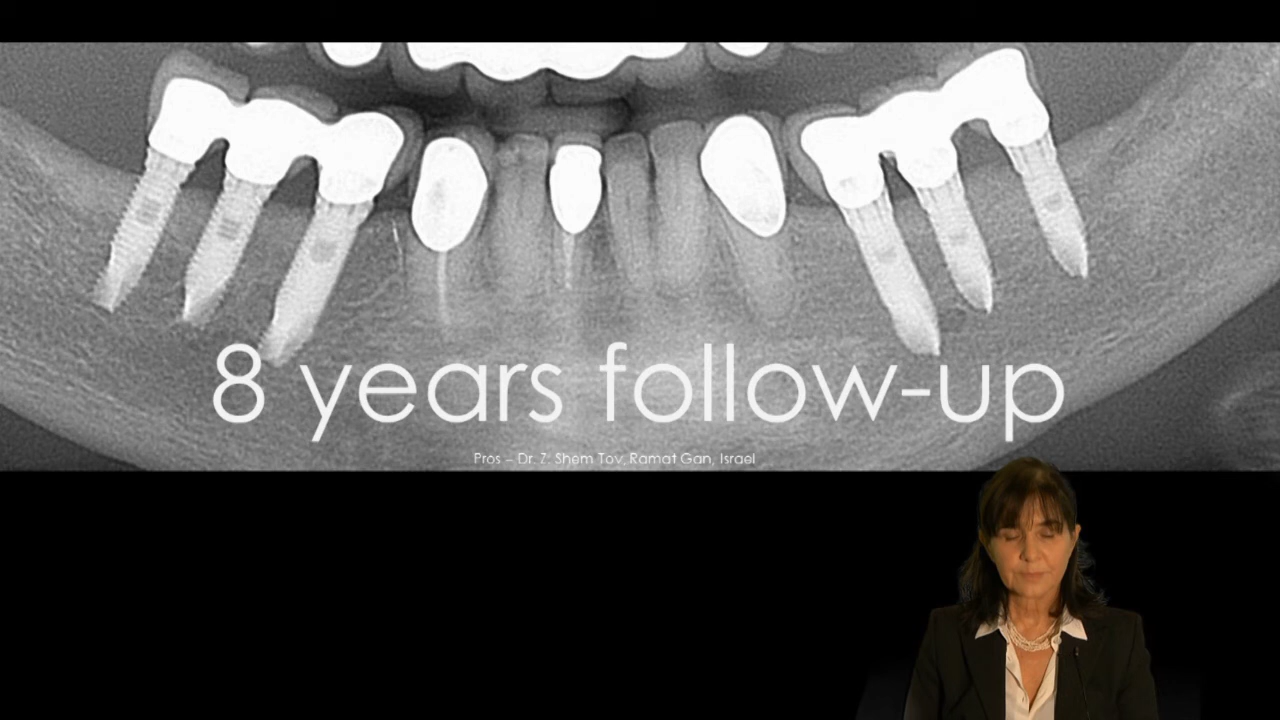 8 years follow-up
Pros – Dr. Z. Shem Tov, Ramat Gan, Israel